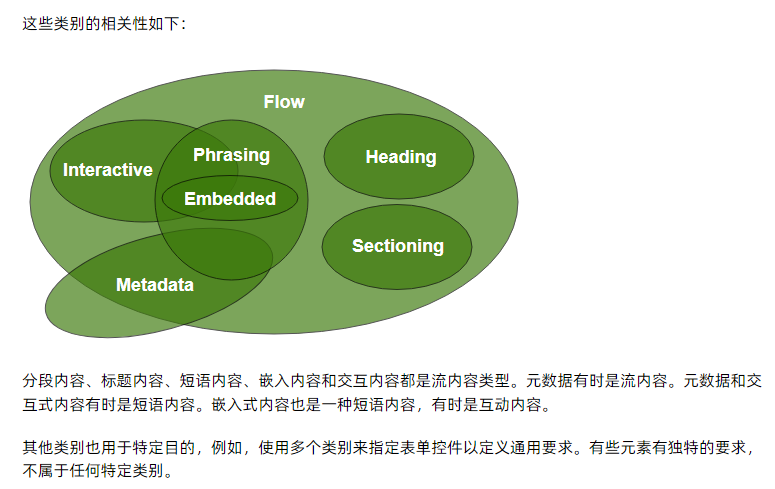 这些类别的相关性如下：
Flow
Phrasing
Heading
Interactive
Embedded
Sectioning
Metadata
分段内容、标题内容、短语内容、嵌入内容和交互内容都是流内容类型。元数据有时是流内容。元数据和交
互式内容有时是短语内容。嵌入式内容也是一种短语内容，有时是互动内容。
其他类别也用于特定目的，例如，使用多个类别来指定表单控件以定义通用要求。有些元素有独特的要求，
不属于任何特定类别。